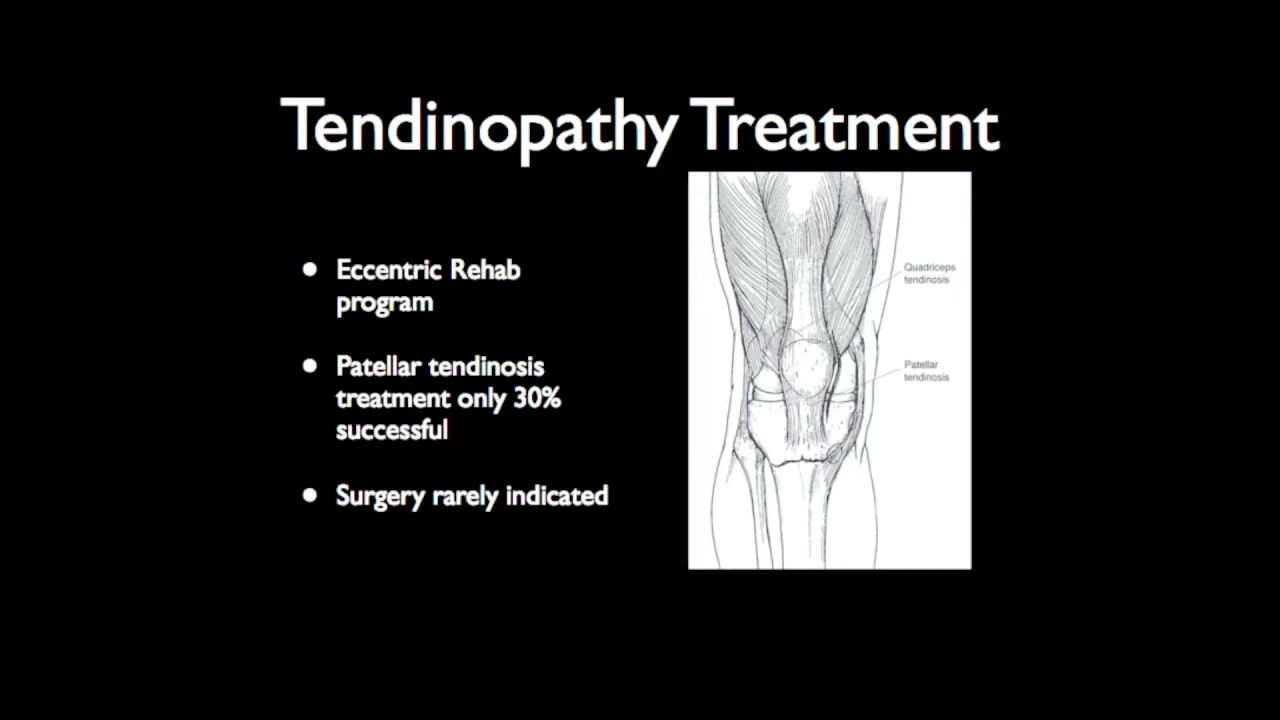 Tendinopathy Treatment
• Eccentric Rehab
program
• Patellar tendinosis
treatment only 30%
successful
• Surgery rarely indicated
Quadriceps
tendinosis
Patellar
tendinosis